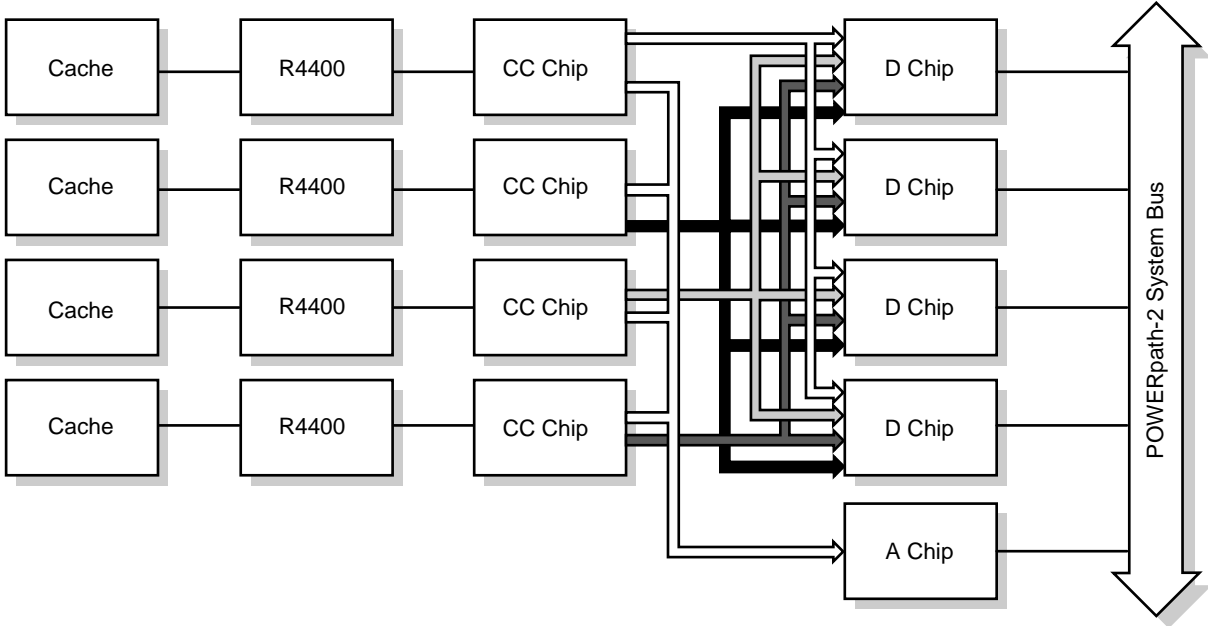 Cache
R4400
CC Chip
D Chip
Cache
R4400
CC Chip
D Chip
Cache
R4400
CC Chip
D Chip
Cache
R4400
CC Chip
D Chip
A Chip
POWERpath-2 System Bus